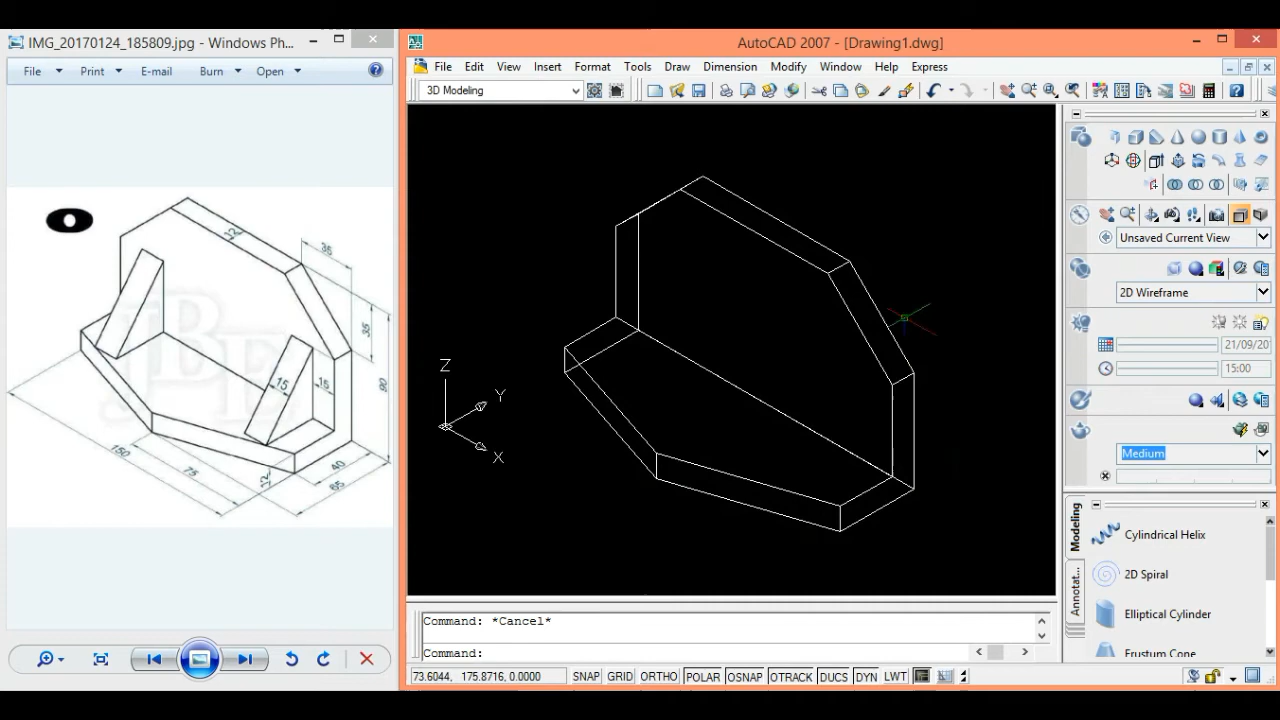 IMG_20170124_185809.jpg - Windows Ph...
File Print E-mail Burn Open
12
35
35
90
15
15
JBE
150
75
12
40
65
AutoCAD 2007 - [Drawing1.dwg]
File Edit View Insert Format Tools Draw Dimension Modify Window Help Express
3D Modeling
Z
Y
X
Unsaved Current View
2D Wireframe
21/09/20
15:00
Medium
Modeling
Annotat...
Cylindrical Helix
2D Spiral
Elliptical Cylinder
Frustum Cone
Command: *Cancel*
Command:
73.6044, 175.8716, 0.0000 SNAP GRID ORTHO POLAR OSNAP OTRACK DUCS DYN LWT